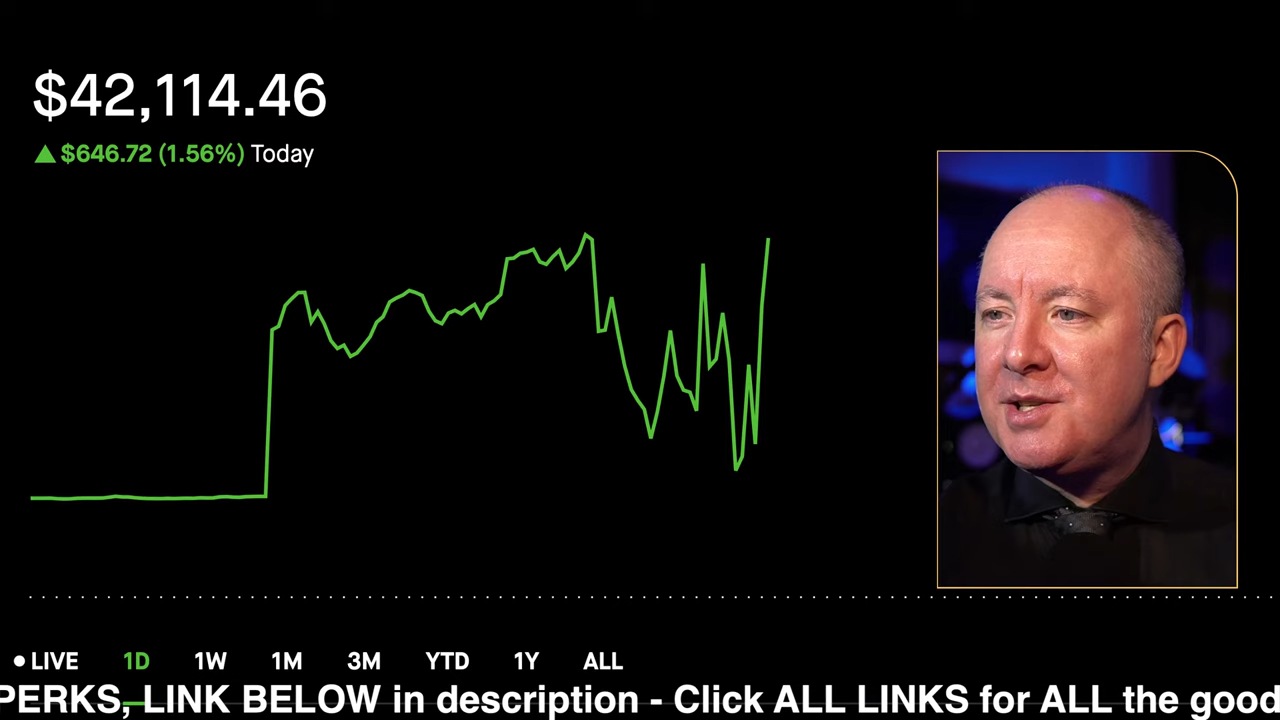 $42,114.46
▲ $646.72 (1.56%) Today
LIVE 1D 1W 1M 3M YTD 1Y ALL
PERKS, LINK BELOW in description - Click ALL LINKS for ALL the good